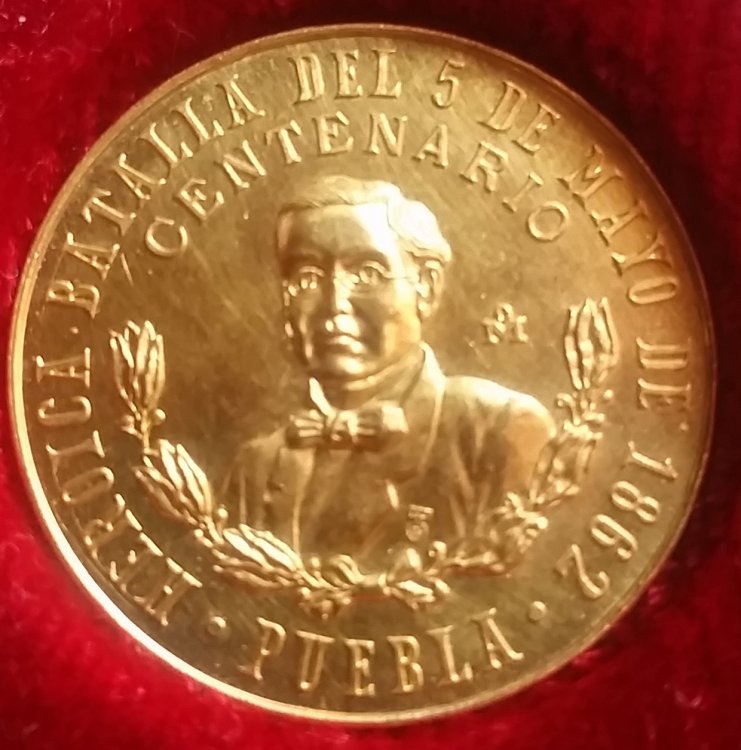 HEROICA · BATALLA DEL 5 DE MAYO DE 1862 ·
CENTENARIO
M
· PUEBLA ·